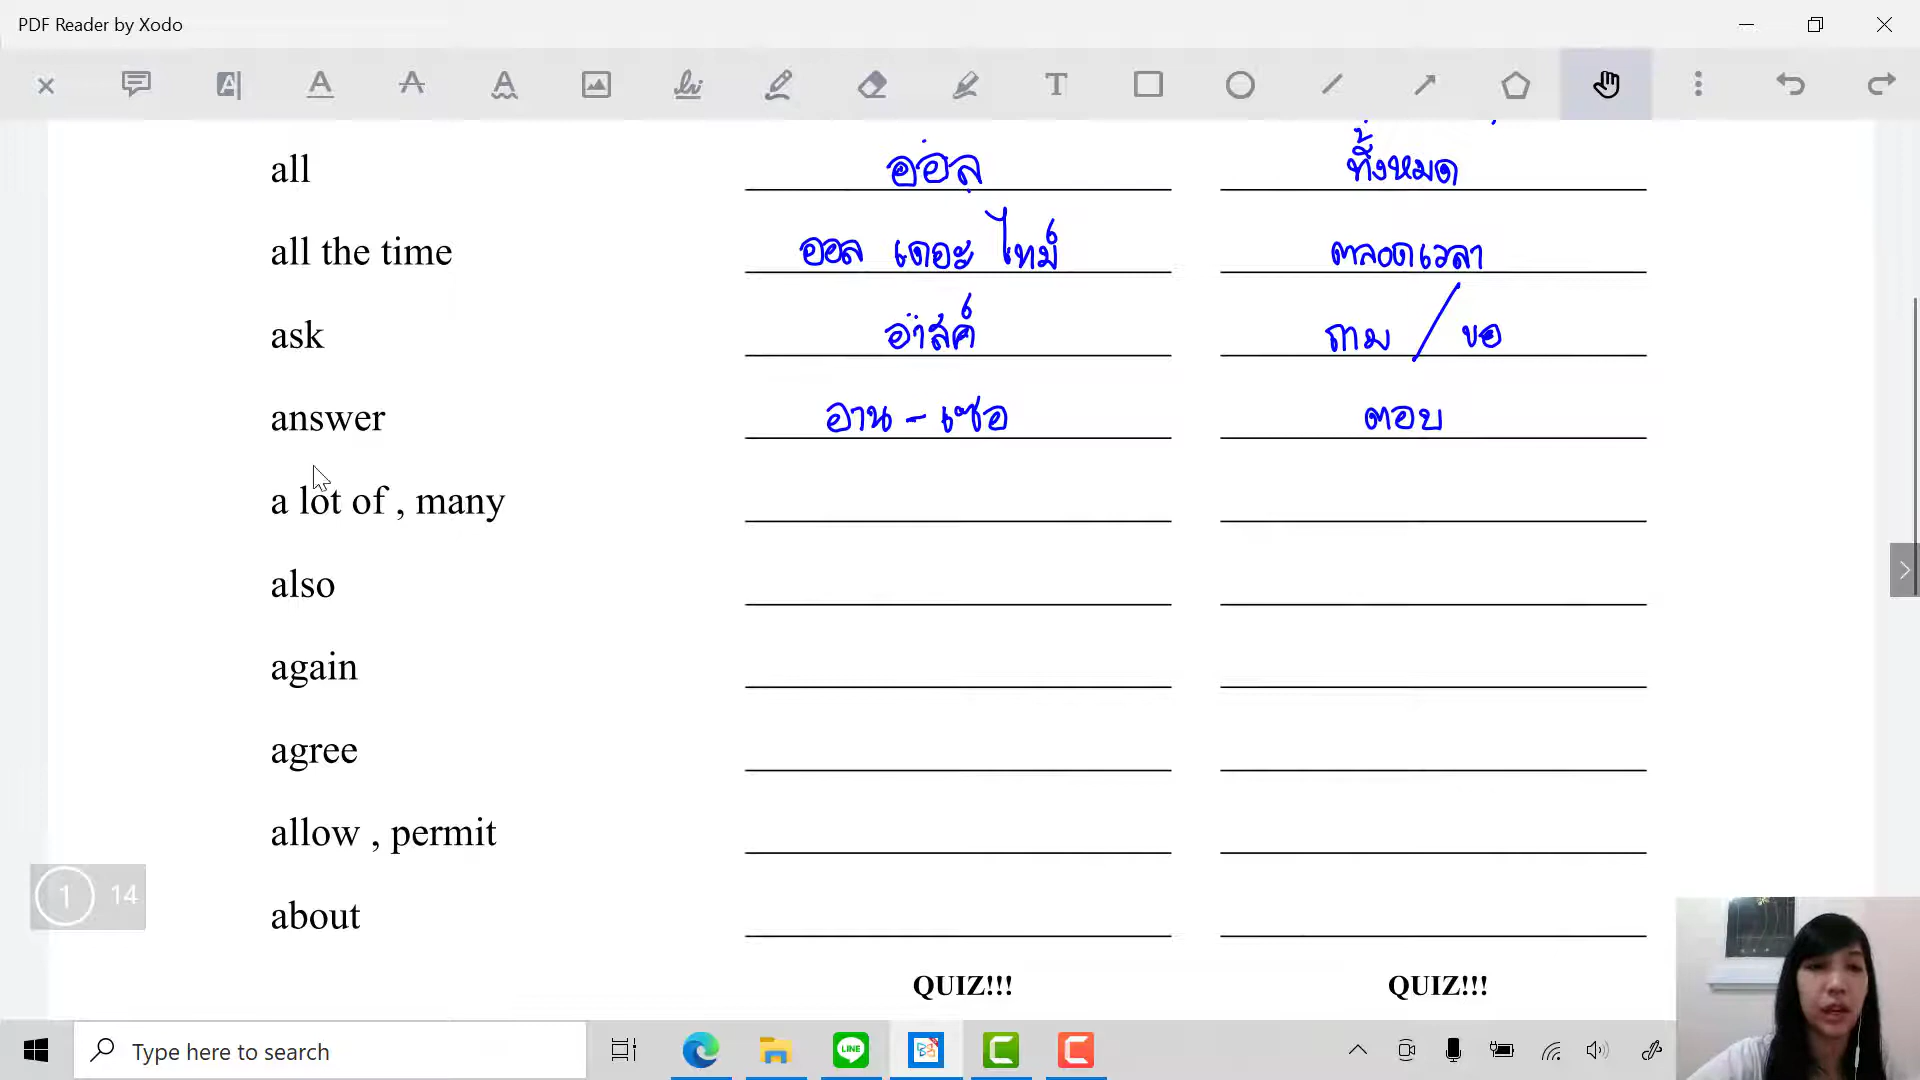 PDF Reader by Xodo
all ออล ทั้งหมด
all the time ออล เดอะ ไทม์ ตลอดเวลา
ask อาสค์ ถาม / ขอ
answer อาน - เซอ ตอบ
a lot of , many
also
again
agree
allow , permit
1 14
about
QUIZ!!! QUIZ!!!
Type here to search
LINE